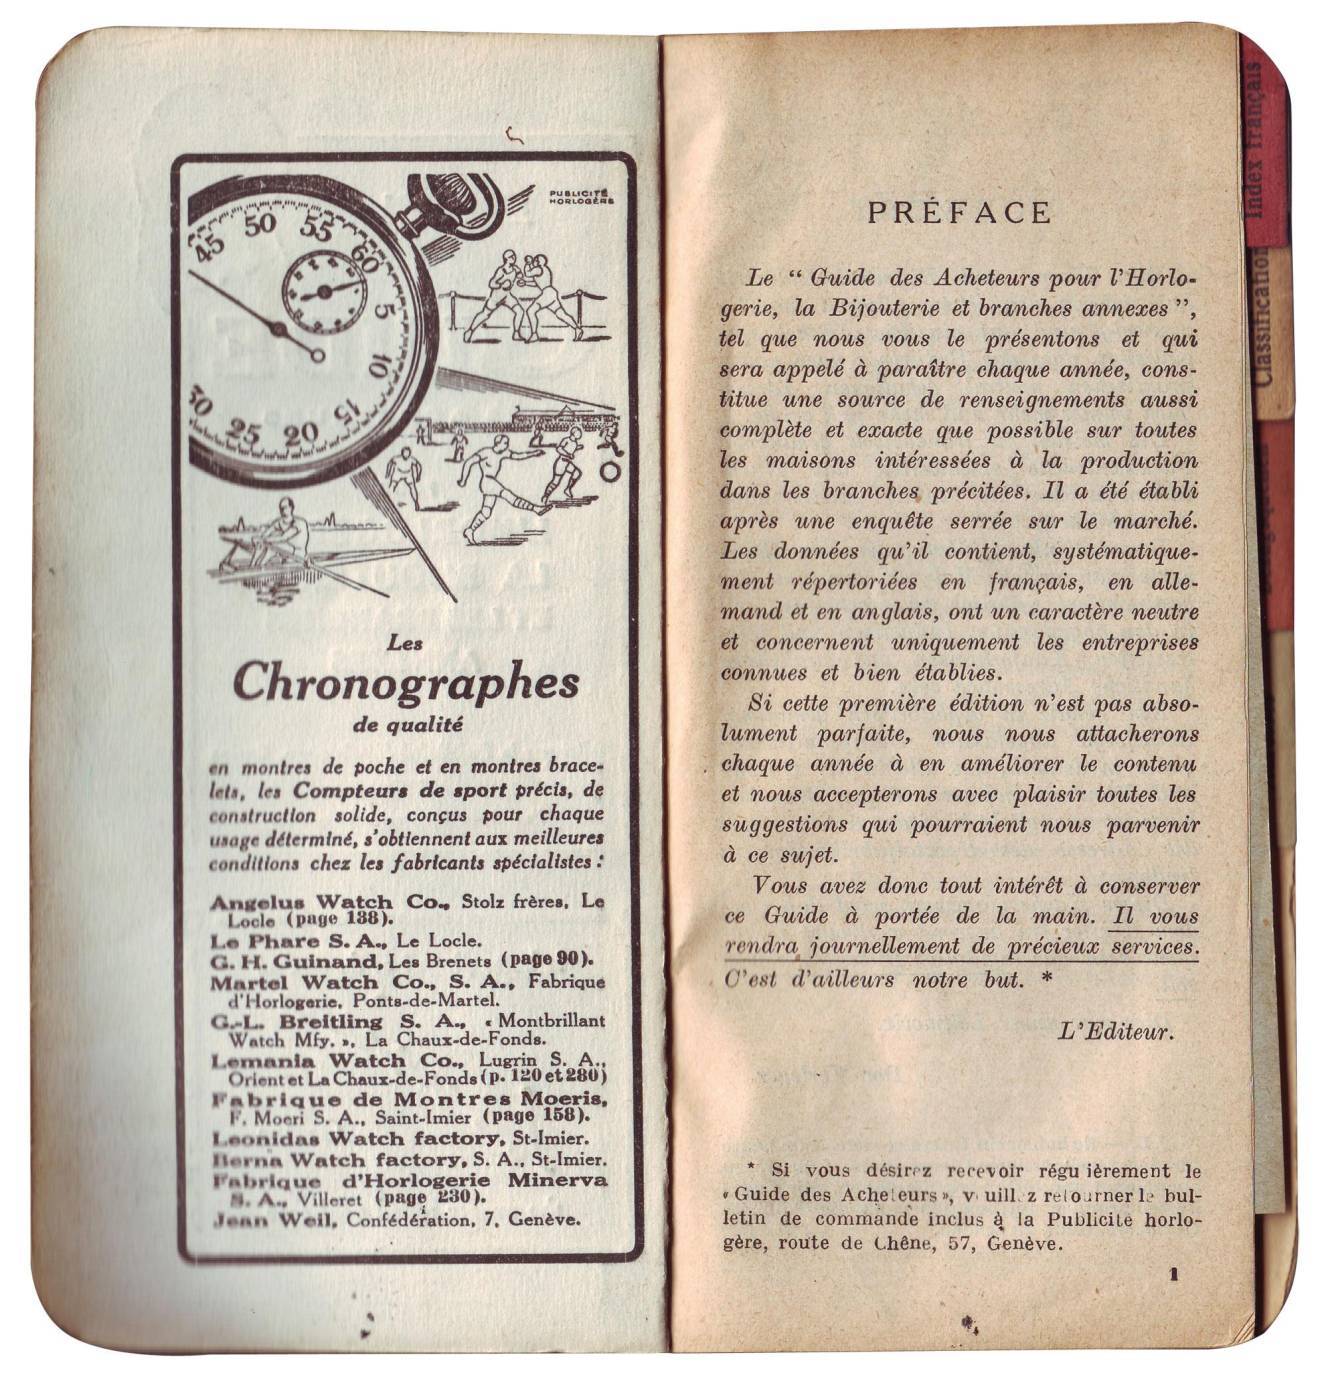 PUBLICITÉ
HORLOGÈRE
45
50
55
60
5
10
15
20
25
30
Les
Chronographes
de qualité
en montres de poche et en montres brace-
lets, les Compteurs de sport précis, de
construction solide, conçus pour chaque
usage déterminé, s'obtiennent aux meilleures
conditions chez les fabricants spécialistes :
Angelus Watch Co., Stolz frères, Le
Locle (page 138).
Le Phare S. A., Le Locle.
G. H. Guinand, Les Brenets (page 90).
Martel Watch Co., S. A., Fabrique
d'Horlogerie, Ponts-de-Martel.
G.-L. Breitling S. A., « Montbrillant
Watch Mfy. », La Chaux-de-Fonds.
Lemania Watch Co., Lugrin S. A.,
Orient et La Chaux-de-Fonds (p. 120 et 280)
Fabrique de Montres Moeris,
F. Moeri S. A., Saint-Imier (page 158).
Leonidas Watch factory, St-Imier.
Berna Watch factory, S. A., St-Imier.
Fabrique d'Horlogerie Minerva
S. A., Villeret (page 230).
Jean Weil, Confédération, 7, Genève.
PRÉFACE
Le “ Guide des Acheteurs pour l'Horlo-
gerie, la Bijouterie et branches annexes ”,
tel que nous vous le présentons et qui
sera appelé à paraître chaque année, cons-
titue une source de renseignements aussi
complète et exacte que possible sur toutes
les maisons intéressées à la production
dans les branches précitées. Il a été établi
après une enquête serrée sur le marché.
Les données qu'il contient, systématique-
ment répertoriées en français, en alle-
mand et en anglais, ont un caractère neutre
et concernent uniquement les entreprises
connues et bien établies.
Si cette première édition n'est pas abso-
lument parfaite, nous nous attacherons
chaque année à en améliorer le contenu
et nous accepterons avec plaisir toutes les
suggestions qui pourraient nous parvenir
à ce sujet.
Vous avez donc tout intérêt à conserver
ce Guide à portée de la main. Il vous
rendra journellement de précieux services.
C'est d'ailleurs notre but. *
L'Editeur.
* Si vous désirez recevoir régulièrement le
« Guide des Acheteurs », veuillez retourner le bul-
letin de commande inclus à la Publicité horlo-
gère, route de Chêne, 57, Genève.
1
Index français
Classification